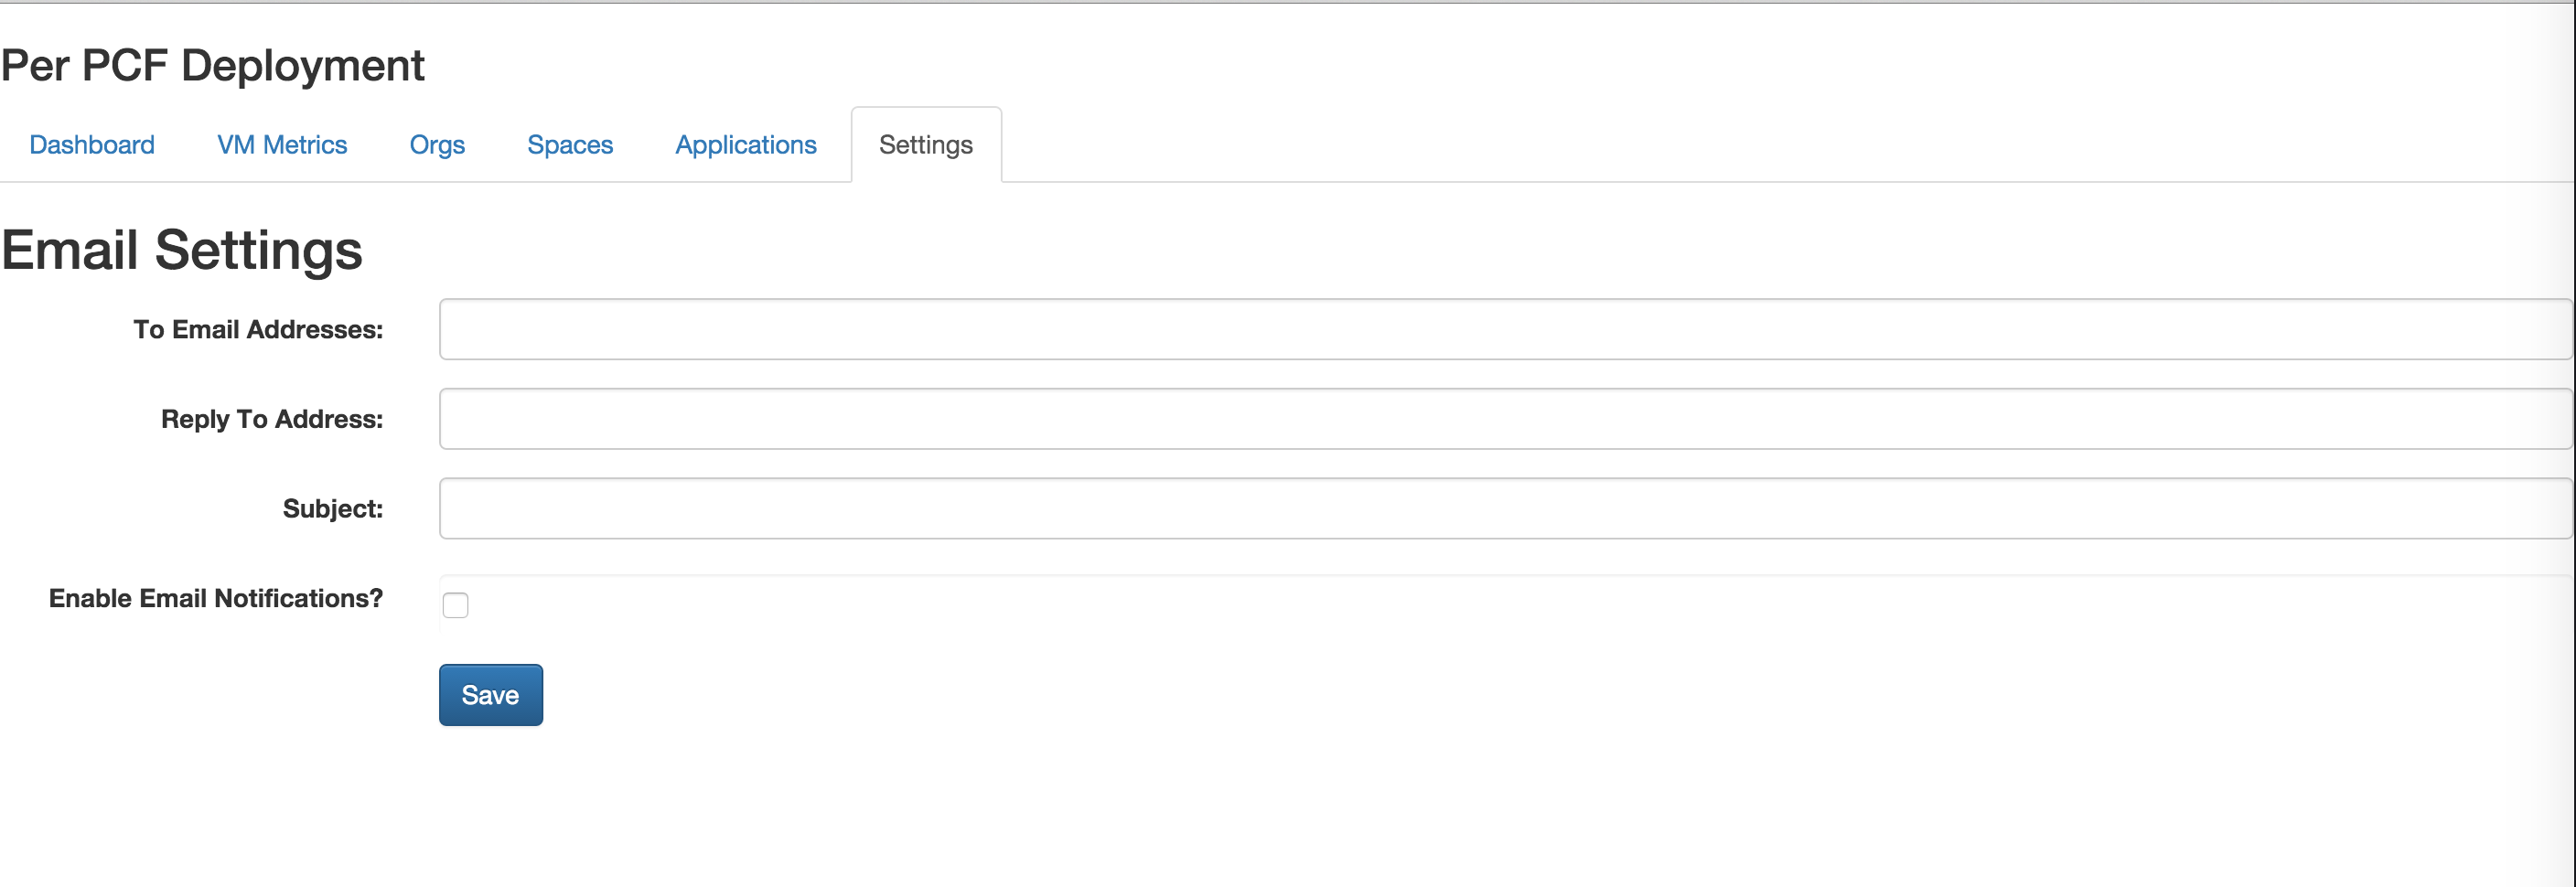 Per PCF Deployment
Dashboard VM Metrics Orgs Spaces Applications Settings
Email Settings
To Email Addresses:
Reply To Address:
Subject:
Enable Email Notifications?
Save